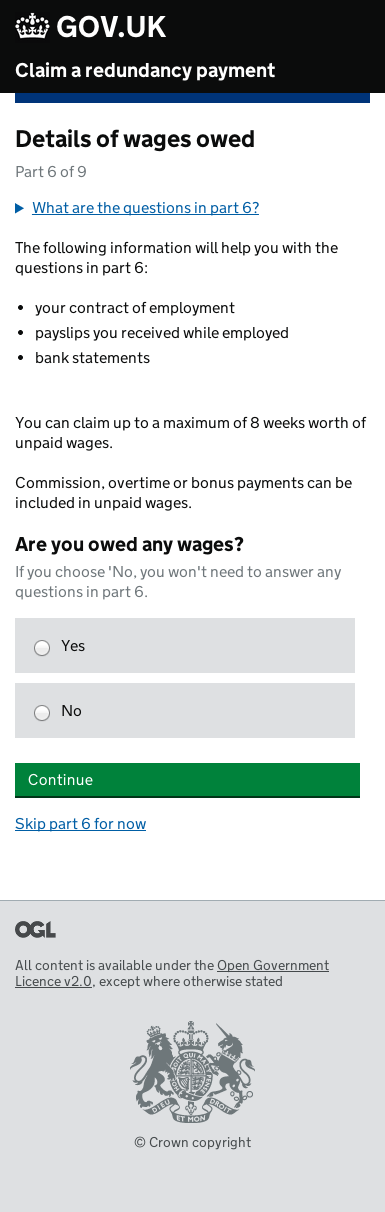 GOV.UK
Claim a redundancy payment
Details of wages owed
Part 6 of 9
What are the questions in part 6?
The following information will help you with the
questions in part 6:
• your contract of employment
• payslips you received while employed
• bank statements
You can claim up to a maximum of 8 weeks worth of
unpaid wages.
Commission, overtime or bonus payments can be
included in unpaid wages.
Are you owed any wages?
If you choose 'No, you won't need to answer any
questions in part 6.
Yes
No
Continue
Skip part 6 for now
OGL
All content is available under the Open Government
Licence v2.0, except where otherwise stated
DIEU ET MON DROIT
© Crown copyright